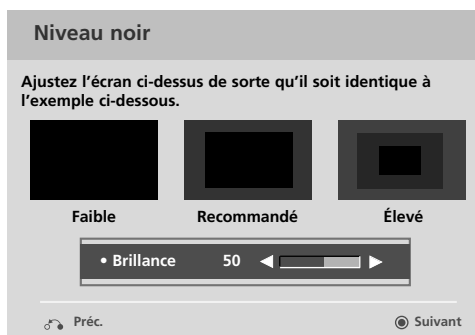 Niveau noir
Ajustez l’écran ci-dessus de sorte qu’il soit identique à
l’exemple ci-dessous.
Faible Recommandé Élevé
• Brillance 50
Préc. Suivant